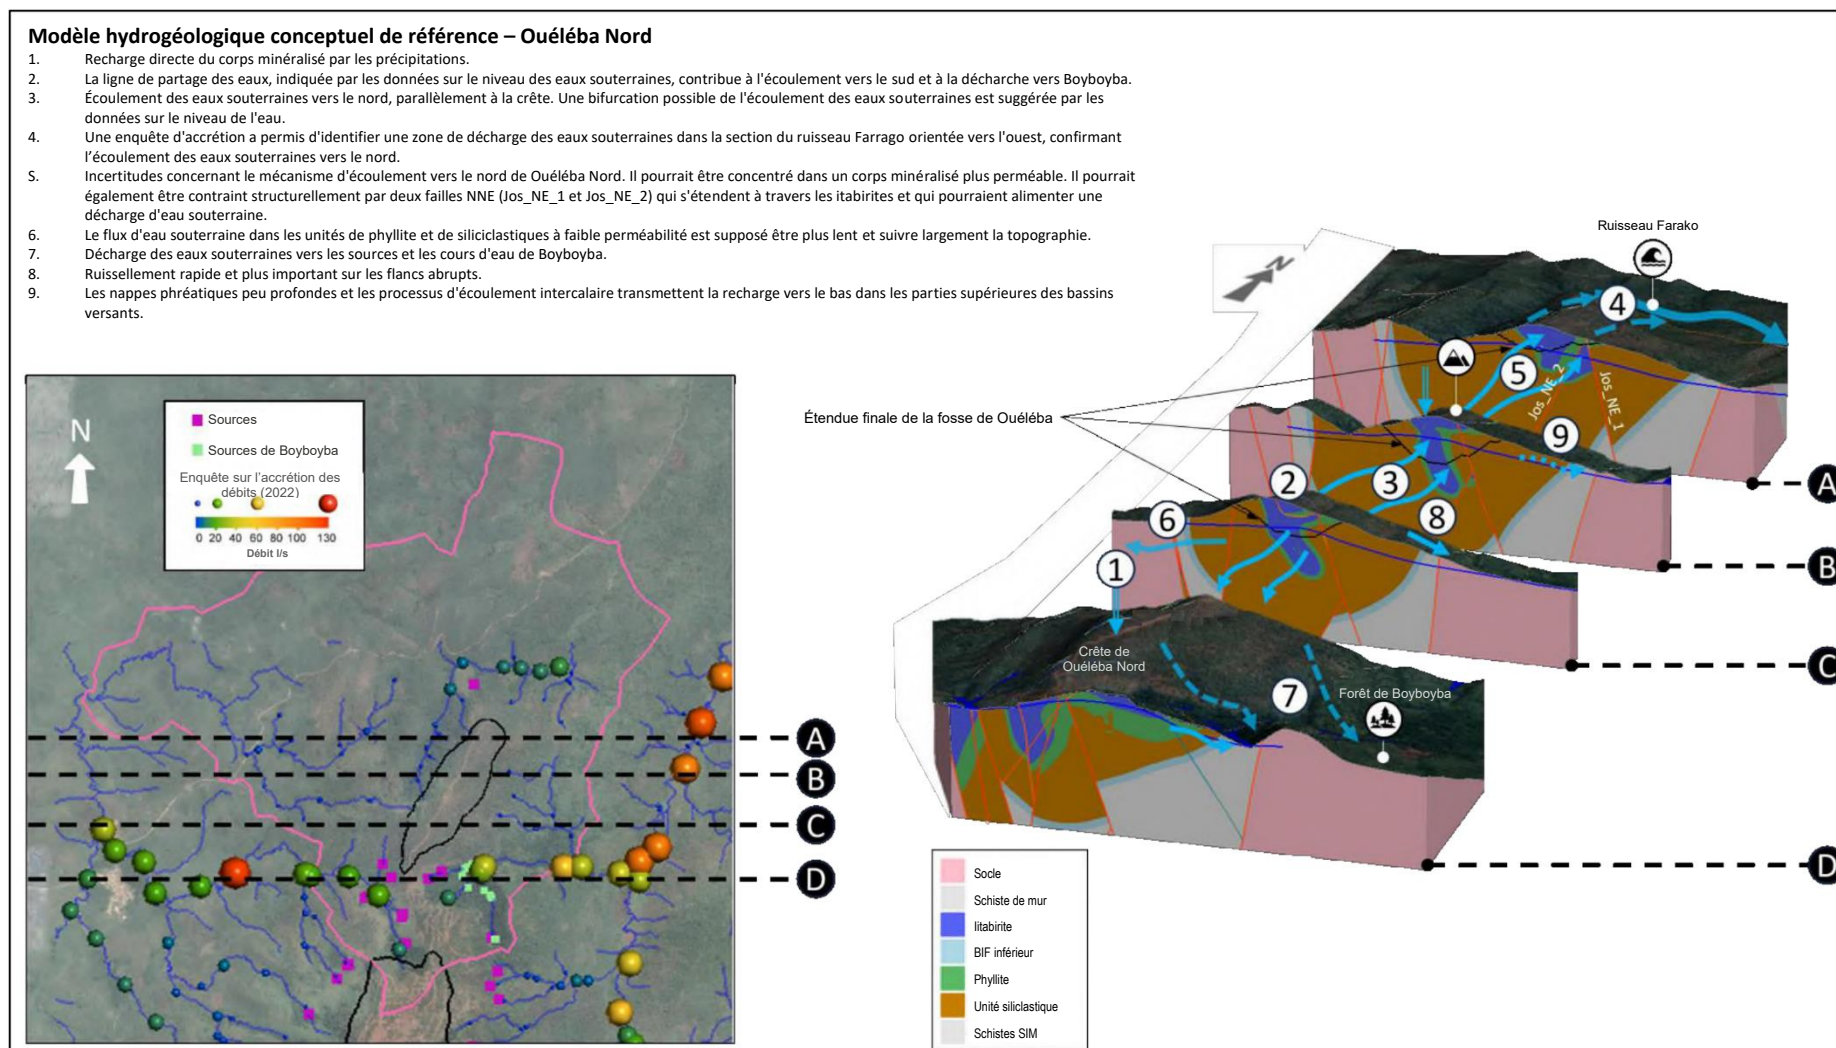 Modèle hydrogéologique conceptuel de référence – Ouéléba Nord
1. Recharge directe du corps minéralisé par les précipitations.
2. La ligne de partage des eaux, indiquée par les données sur le niveau des eaux souterraines, contribue à l'écoulement vers le sud et à la décharche vers Boyboyba.
3. Écoulement des eaux souterraines vers le nord, parallèlement à la crête. Une bifurcation possible de l'écoulement des eaux souterraines est suggérée par les
données sur le niveau de l'eau.
4. Une enquête d'accrétion a permis d'identifier une zone de décharge des eaux souterraines dans la section du ruisseau Farrago orientée vers l'ouest, confirmant
l'écoulement des eaux souterraines vers le nord.
S. Incertitudes concernant le mécanisme d'écoulement vers le nord de Ouéléba Nord. Il pourrait être concentré dans un corps minéralisé plus perméable. Il pourrait
également être contraint structurellement par deux failles NNE (Jos_NE_1 et Jos_NE_2) qui s'étendent à travers les itabirites et qui pourraient alimenter une
décharge d'eau souterraine.
6. Le flux d'eau souterraine dans les unités de phyllite et de siliciclastiques à faible perméabilité est supposé être plus lent et suivre largement la topographie.
7. Décharge des eaux souterraines vers les sources et les cours d'eau de Boyboyba.
8. Ruissellement rapide et plus important sur les flancs abrupts.
9. Les nappes phréatiques peu profondes et les processus d'écoulement intercalaire transmettent la recharge vers le bas dans les parties supérieures des bassins
versants.
N
Sources
Sources de Boyboyba
Enquête sur l'accrétion des
débits (2022)
0 20 40 60 80 100 130
Débit l/s
A
B
C
D
Ruisseau Farako
N
4
5
Jos_NE_2
Jos_NE_1
Étendue finale de la fosse de Ouéléba
9
A
2
3
8
B
6
1
C
Crête de
Ouéléba Nord
7
Forêt de Boyboyba
D
Socle
Schiste de mur
Iitabirite
BIF inférieur
Phyllite
Unité siliclastique
Schistes SIM